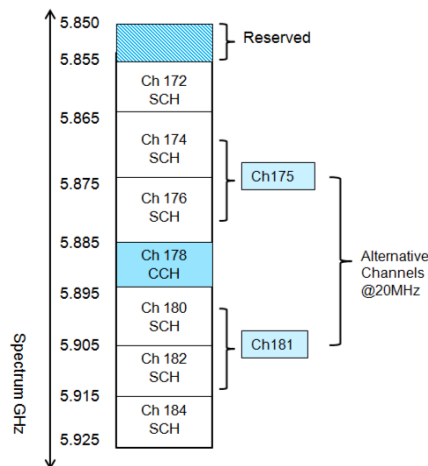 5.850
Reserved
5.855
Ch 172
SCH
5.865
Ch 174
SCH
Ch175
5.875
Ch 176
SCH
5.885
Ch 178
CCH
Alternative
Channels
@20MHz
5.895
Ch 180
SCH
Ch181
5.905
Ch 182
SCH
5.915
Ch 184
SCH
5.925
Spectrum GHz